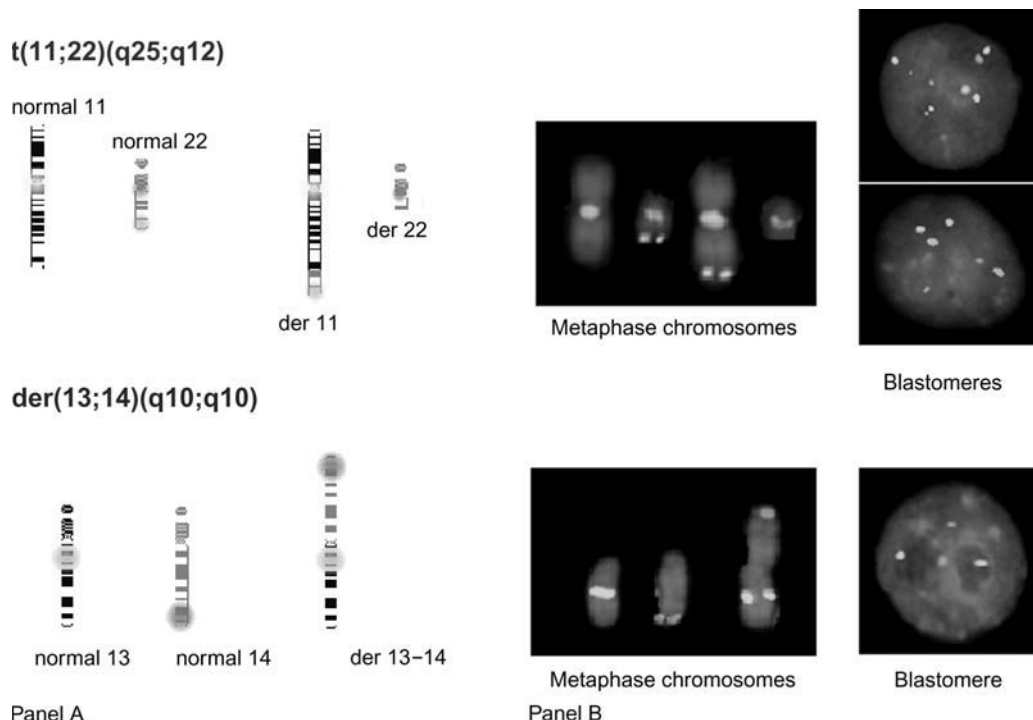 t(11;22)(q25;q12)
normal 11
normal 22
der 22
der 11
Metaphase chromosomes
Blastomeres
der(13;14)(q10;q10)
normal 13
normal 14
der 13–14
Metaphase chromosomes
Blastomere
Panel A
Panel B